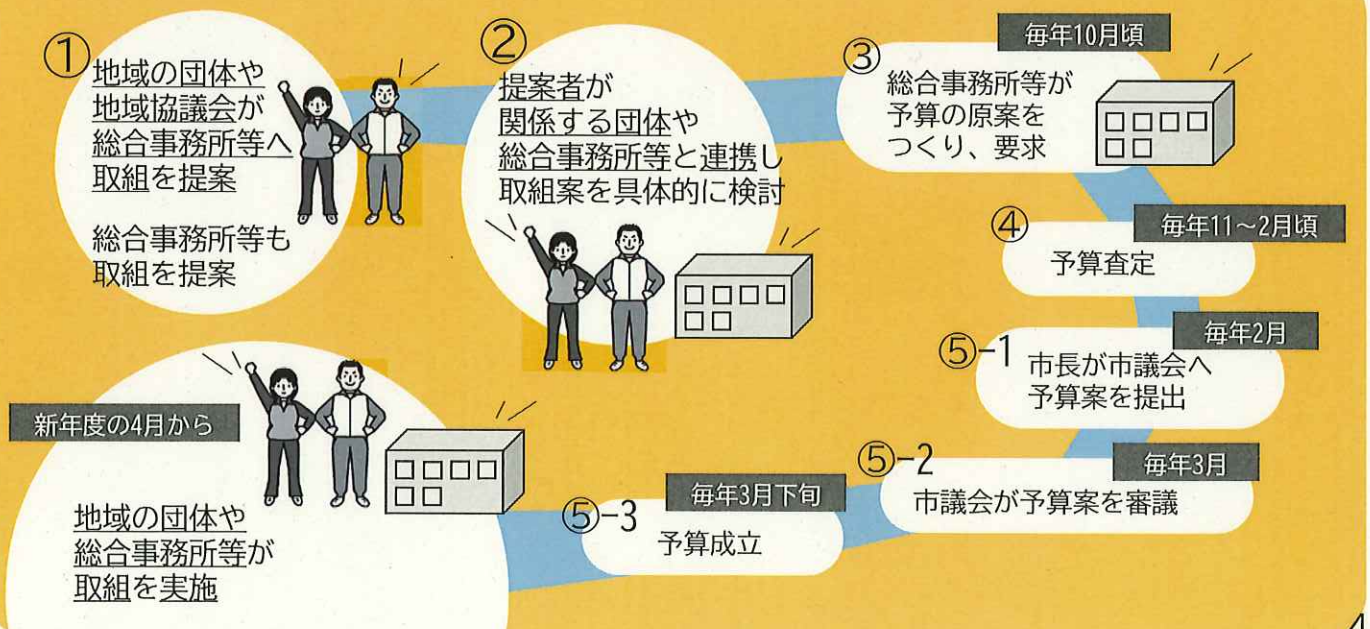 ①
地域の団体や
地域協議会が
総合事務所等へ
取組を提案
総合事務所等も
取組を提案
②
提案者が
関係する団体や
総合事務所等と連携し
取組案を具体的に検討
毎年10月頃
③
総合事務所等が
予算の原案を
つくり、要求
毎年11～2月頃
④
予算査定
毎年2月
⑤-1
市長が市議会へ
予算案を提出
毎年3月
⑤-2
市議会が予算案を審議
毎年3月下旬
⑤-3
予算成立
新年度の4月から
地域の団体や
総合事務所等が
取組を実施